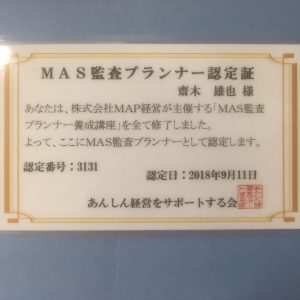 MAS監査プランナー認定証
齋木 雄也 様
あなたは、株式会社MAP経営が主催する「MAS監査
プランナー養成講座」を全て修了しました。
よって、ここにMAS監査プランナーとして認定します。
認定番号：3131
認定日：2018年9月11日
あんしん経営をサポートする会